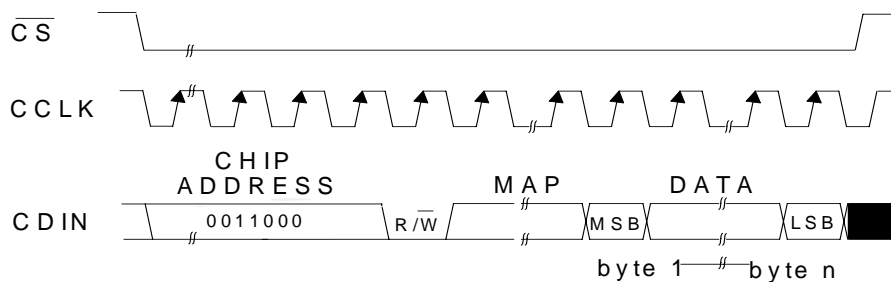 CS
CCLK
CHIP
ADDRESS
MAP
DATA
CDIN
0011000
R/W
MSB
LSB
byte 1
byte n